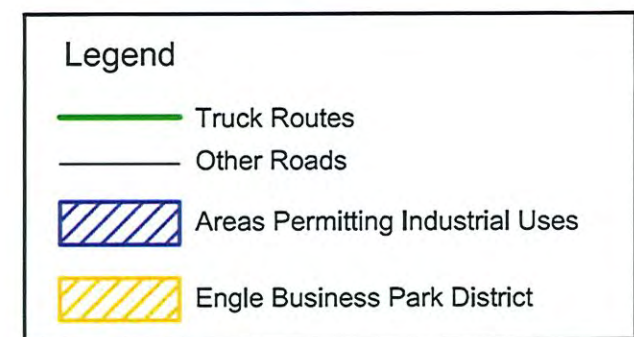 Legend
Truck Routes
Other Roads
Areas Permitting Industrial Uses
Engle Business Park District